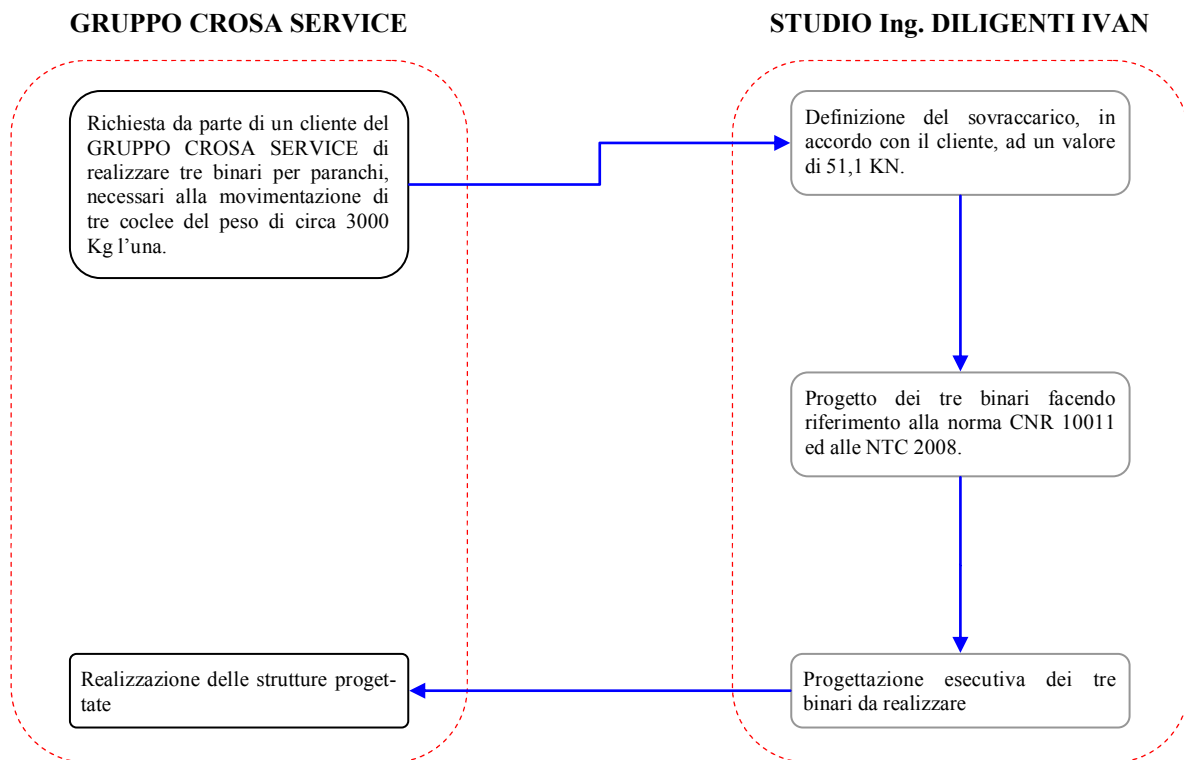 GRUPPO CROSA SERVICE
STUDIO Ing. DILIGENTI IVAN
Richiesta da parte di un cliente del
GRUPPO CROSA SERVICE di
realizzare tre binari per paranchi,
necessari alla movimentazione di
tre coclee del peso di circa 3000
Kg l'una.
Definizione del sovraccarico, in
accordo con il cliente, ad un valore
di 51,1 KN.
Progetto dei tre binari facendo
riferimento alla norma CNR 10011
ed alle NTC 2008.
Realizzazione delle strutture proget-
tate
Progettazione esecutiva dei tre
binari da realizzare